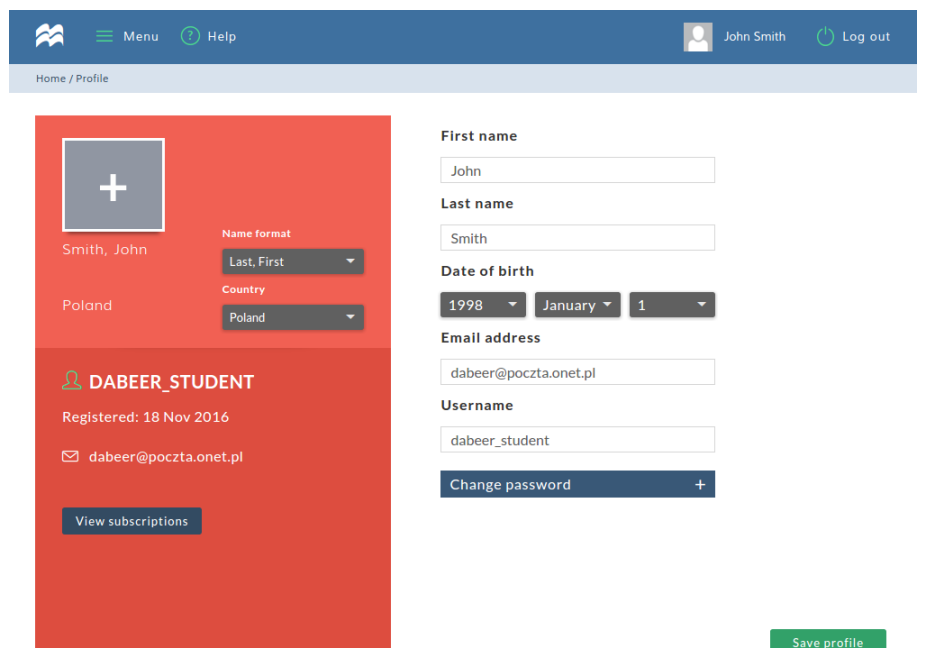 Menu
? Help
John Smith
Log out
Home / Profile
Smith, John
Name format
Last, First
Country
Poland
Poland
DABEER_STUDENT
Registered: 18 Nov 2016
dabeer@poczta.onet.pl
View subscriptions
First name
John
Last name
Smith
Date of birth
1998 January 1
Email address
dabeer@poczta.onet.pl
Username
dabeer_student
Change password +
Save profile